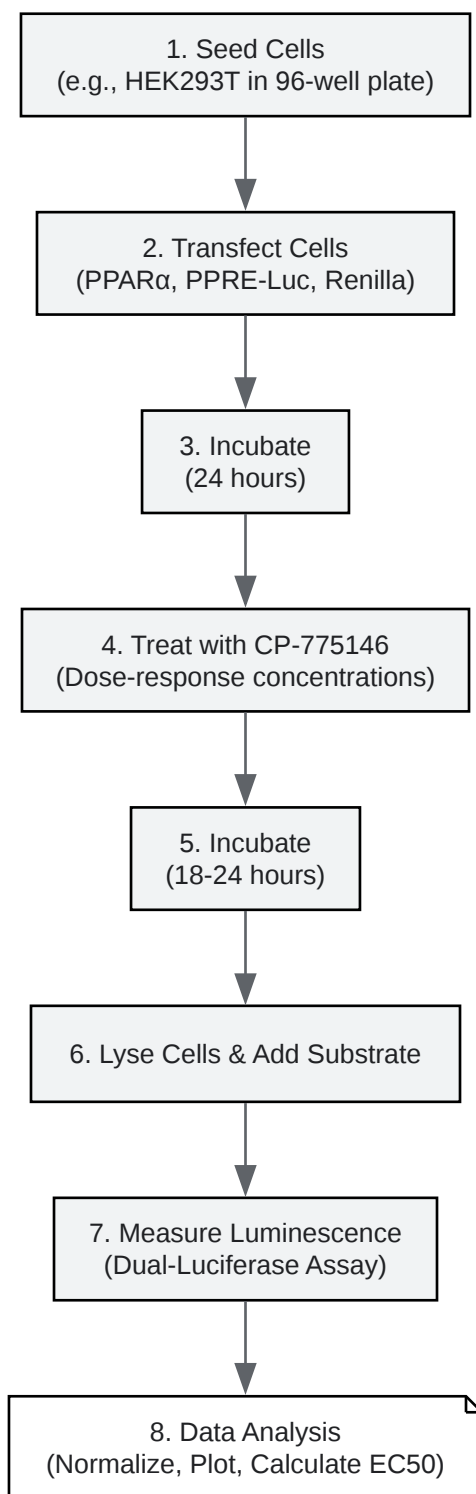 1. Seed Cells
(e.g., HEK293T in 96-well plate)
2. Transfect Cells
(PPARα, PPRE-Luc, Renilla)
3. Incubate
(24 hours)
4. Treat with CP-775146
(Dose-response concentrations)
5. Incubate
(18-24 hours)
6. Lyse Cells & Add Substrate
7. Measure Luminescence
(Dual-Luciferase Assay)
8. Data Analysis
(Normalize, Plot, Calculate EC50)